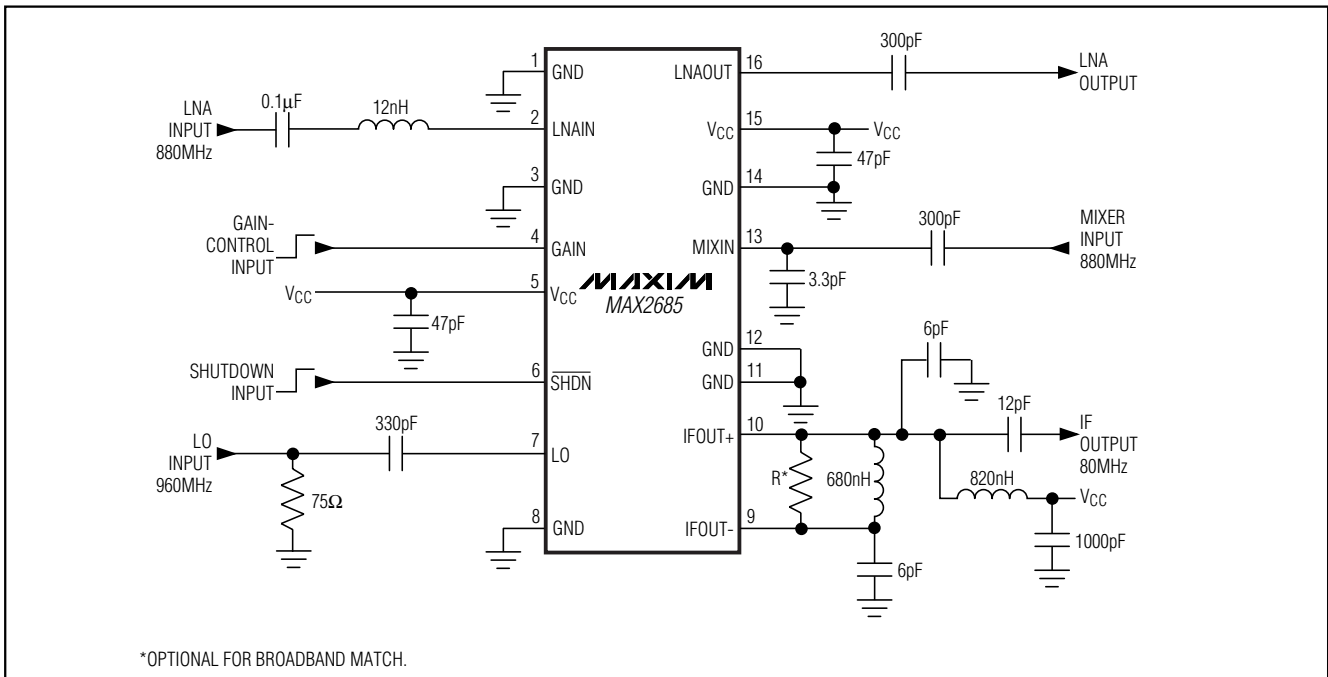 300pF
1
GND
LNAOUT
16
LNA
OUTPUT
LNA
INPUT
880MHz
0.1μF
12nH
2
LNAIN
VCC
15
VCC
47pF
3
GND
GND
14
GAIN-
CONTROL
INPUT
4
GAIN
MIXIN
13
300pF
MIXER
INPUT
880MHz
3.3pF
MAXIM
MAX2685
VCC
5
VCC
47pF
GND
12
6pF
SHUTDOWN
INPUT
6
SHDN
GND
11
12pF
LO
INPUT
960MHz
330pF
7
LO
IFOUT+
10
IF
OUTPUT
80MHz
75Ω
R*
680nH
820nH
VCC
8
GND
IFOUT-
9
1000pF
6pF
*OPTIONAL FOR BROADBAND MATCH.